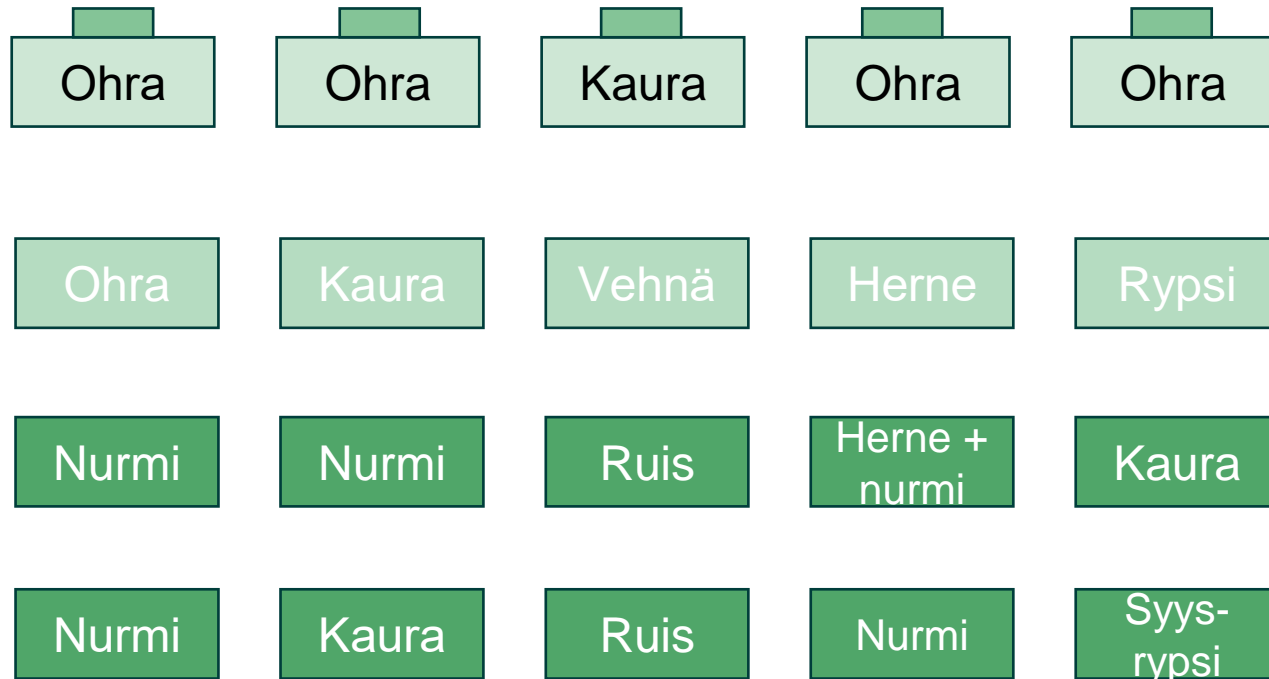 Ohra Ohra Kaura Ohra Ohra
Ohra Kaura Vehnä Herne Rypsi
Nurmi Nurmi Ruis Herne + nurmi Kaura
Nurmi Kaura Ruis Nurmi Syys-rypsi